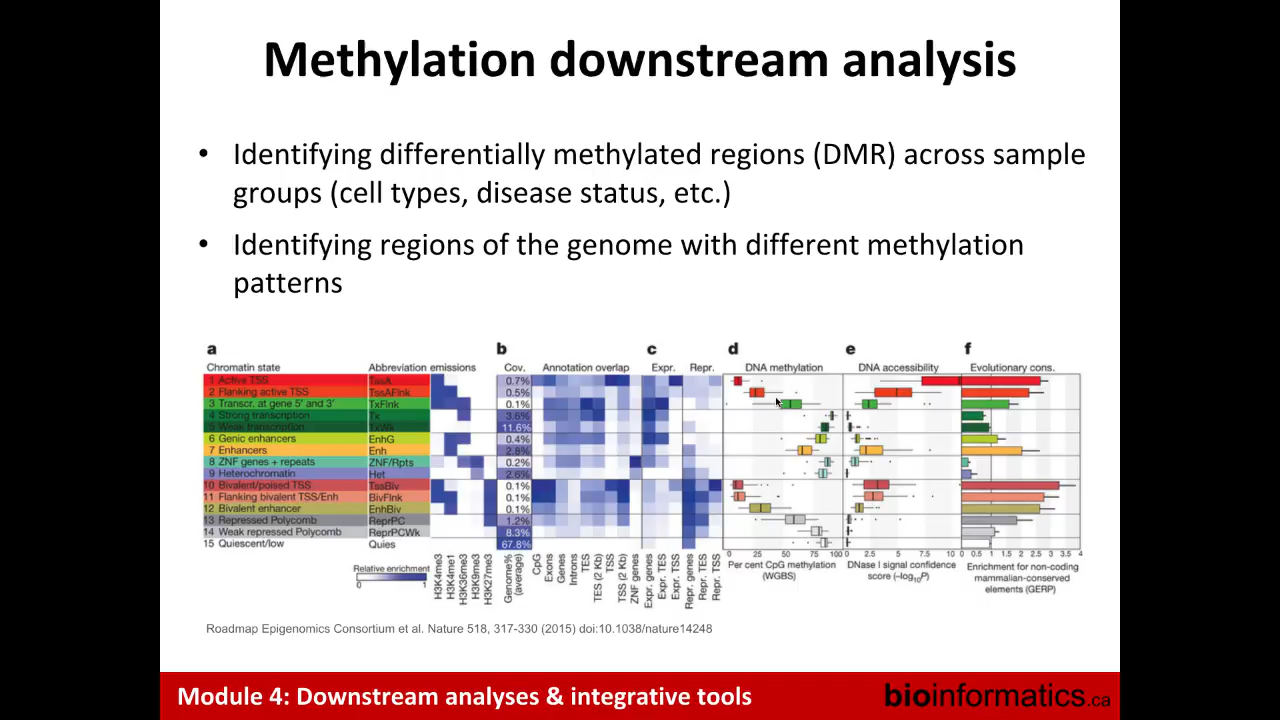 Methylation downstream analysis
• Identifying differentially methylated regions (DMR) across sample
groups (cell types, disease status, etc.)
• Identifying regions of the genome with different methylation
patterns
a b c d e f
Chromatin state Abbreviation emissions Cov. Annotation overlap Expr. Repr. DNA methylation DNA accessibility Evolutionary cons.
1 Active TSS TssA 0.7%
2 Flanking active TSS TssAFlnk 0.5%
3 Transcr. at gene 5′ and 3′ TxFlnk 0.1%
4 Strong transcription Tx 3.6%
5 Weak transcription TxWk 11.6%
6 Genic enhancers EnhG 0.4%
7 Enhancers Enh 2.8%
8 ZNF genes + repeats ZNF/Rpts 0.2%
9 Heterochromatin Het 2.6%
10 Bivalent/poised TSS TssBiv 0.1%
11 Flanking bivalent TSS/Enh BivFlnk 0.1%
12 Bivalent enhancer EnhBiv 0.1%
13 Repressed Polycomb ReprPC 1.2%
14 Weak repressed Polycomb ReprPCWk 8.3%
15 Quiescent/low Quies 67.8%
Relative enrichment
0 1
H3K4me3
H3K4me1
H3K36me3
H3K9me3
H3K27me3
Genome%
(average)
CpG
Exons
Genes
Introns
TES
TES (2 Kb)
TSS
TSS (2 Kb)
ZNF genes
Expr. genes
Expr. TES
Expr. TSS
Repr. genes
Repr. TES
Repr. TSS
0 25 50 75 100
Per cent CpG methylation
(WGBS)
0 2.5 5 7.5 10
DNase I signal confidence
score (–log10P)
0 0.5 1 1.5 2 2.5 3 3.5 4
Enrichment for non-coding
mammalian-conserved
elements (GERP)
Roadmap Epigenomics Consortium et al. Nature 518, 317-330 (2015) doi:10.1038/nature14248
Module 4: Downstream analyses & integrative tools
bioinformatics.ca